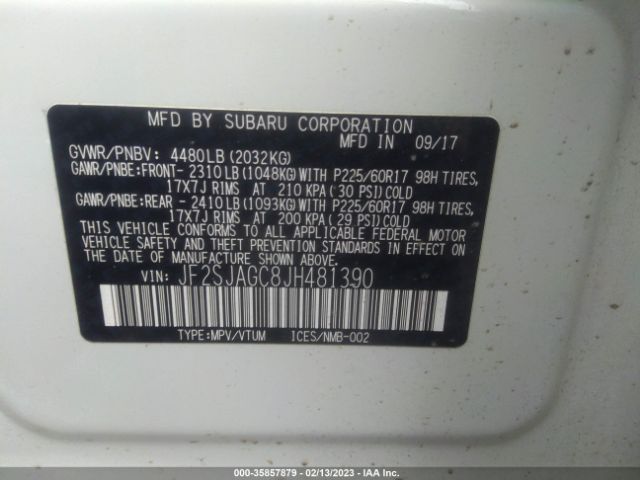 MFD BY SUBARU CORPORATION
MFD IN 09/17
GVWR/PNBV: 4480LB (2032KG)
GAWR/PNBE:FRONT- 2310LB (1048KG) WITH P225/60R17 98H TIRES,
17X7J RIMS AT 210 KPA (30 PSI) COLD
GAWR/PNBE:REAR - 2410LB (1093KG) WITH P225/60R17 98H TIRES,
17X7J RIMS AT 200 KPA (29 PSI) COLD
THIS VEHICLE CONFORMS TO ALL APPLICABLE FEDERAL MOTOR
VEHICLE SAFETY AND THEFT PREVENTION STANDARDS IN EFFECT ON
THE DATE OF MANUFACTURE SHOWN ABOVE.
VIN: JF2SJAGC8JH481390
TYPE:MPV/VTUM ICES/NMB-002
000-35857879 - 02/13/2023 - IAA Inc.